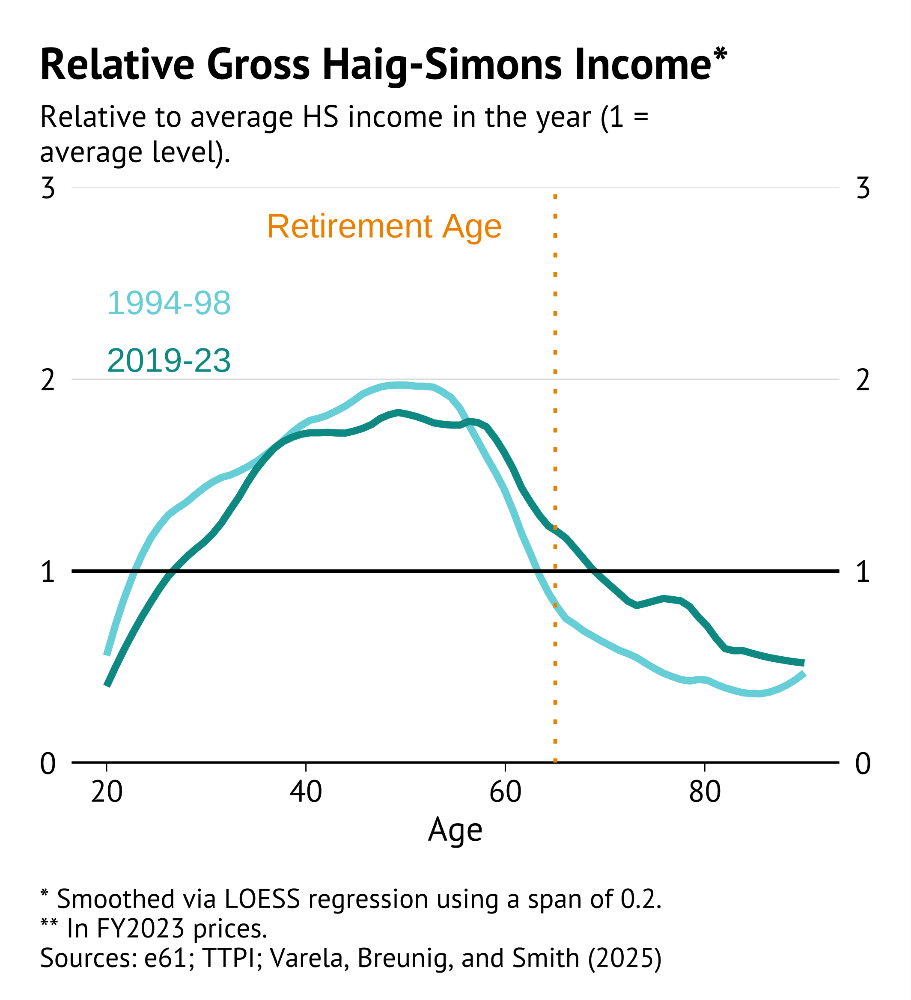 Relative Gross Haig-Simons Income*
Relative to average HS income in the year (1 =
average level).
3 3
Retirement Age
1994-98
2019-23
2 2
1 1
0 0
20 40 60 80
Age
* Smoothed via LOESS regression using a span of 0.2.
** In FY2023 prices.
Sources: e61; TTPI; Varela, Breunig, and Smith (2025)